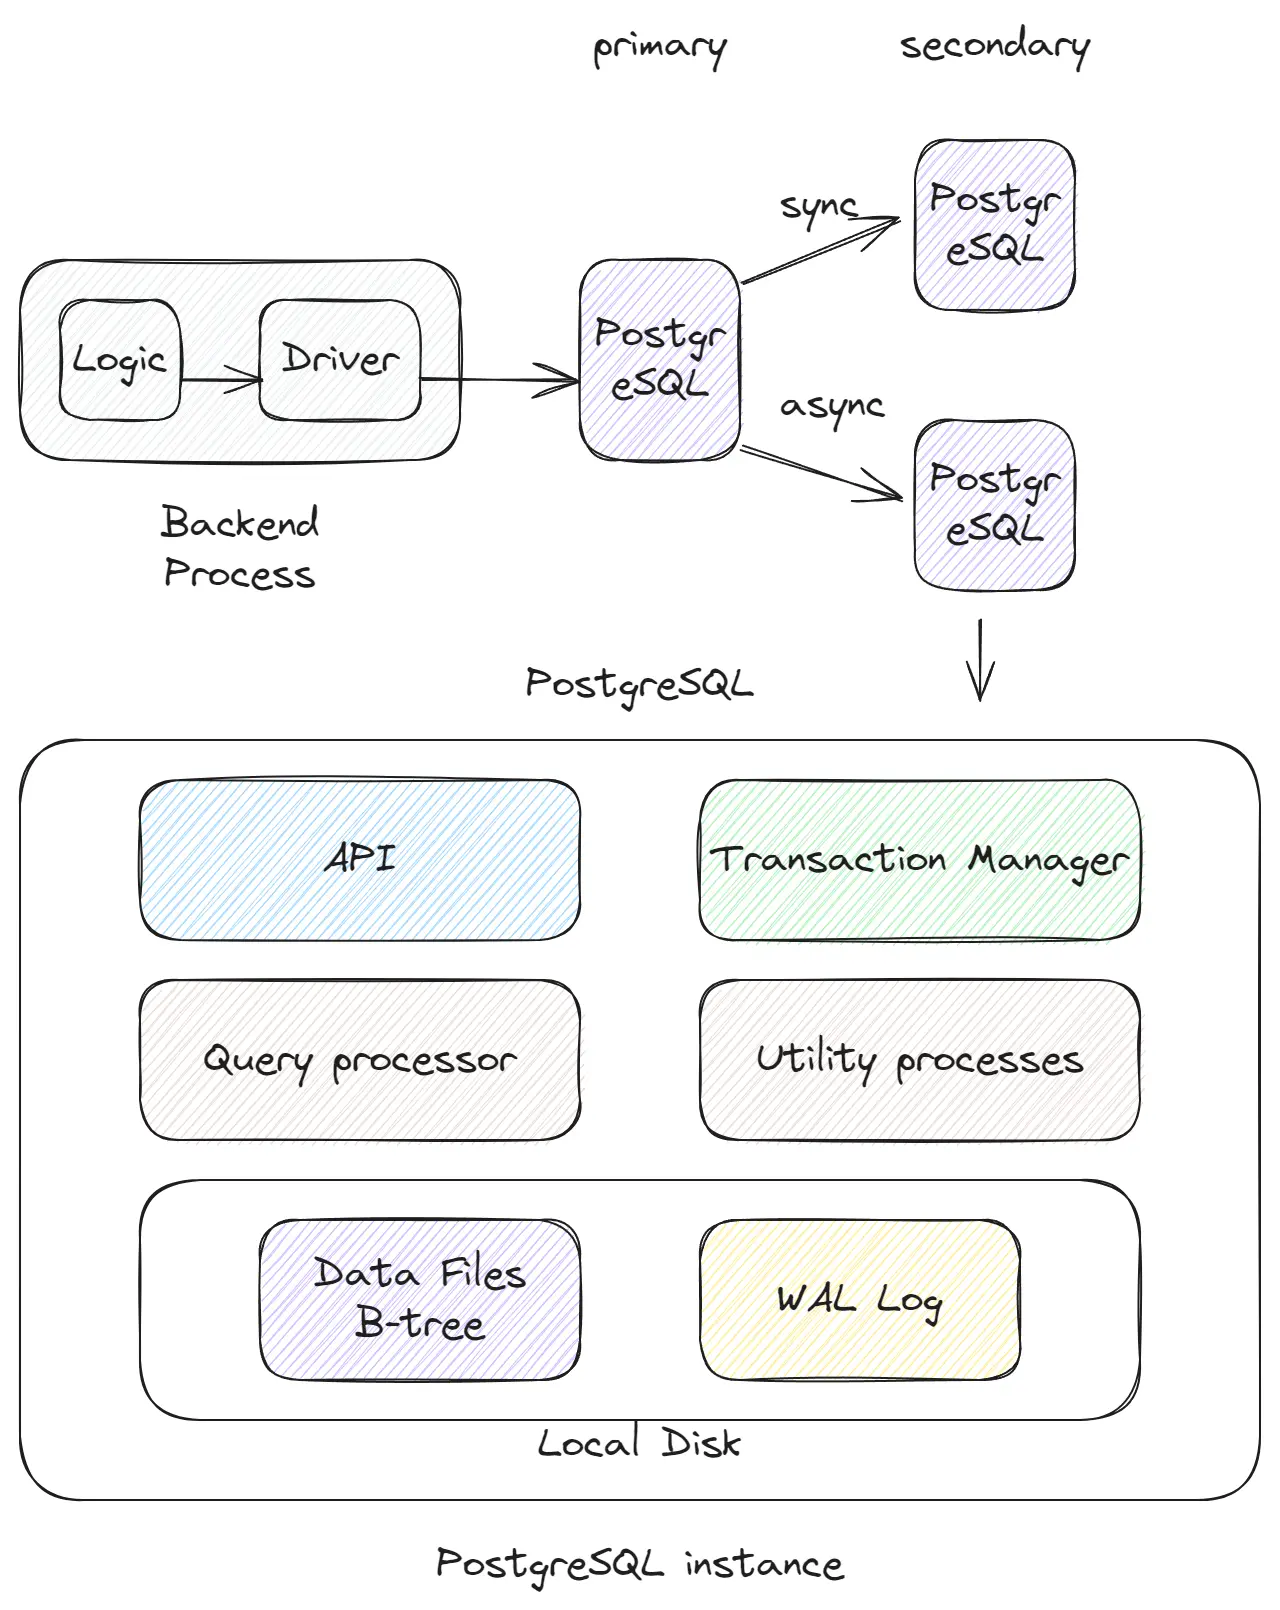 primary
secondary
sync
Postgr
eSQL
Logic
Driver
Postgr
eSQL
async
Postgr
eSQL
Backend
Process
PostgreSQL
API
Transaction Manager
Query processor
Utility processes
Data Files
B-tree
WAL Log
Local Disk
PostgreSQL instance